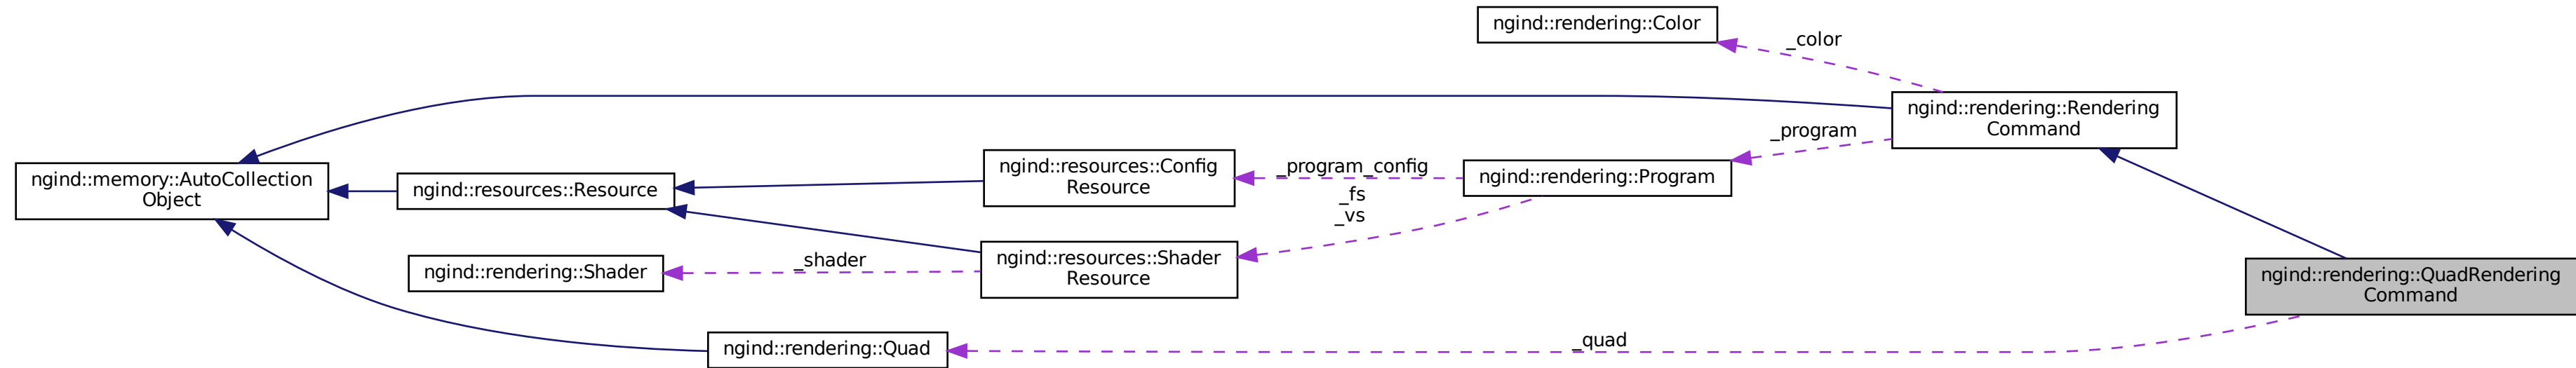 ngind::rendering::Color
_color
ngind::rendering::Rendering
Command
_program
ngind::memory::AutoCollection
Object
ngind::resources::Resource
ngind::resources::Config
Resource
_program_config
ngind::rendering::Program
_fs
_vs
ngind::rendering::Shader
_shader
ngind::resources::Shader
Resource
ngind::rendering::QuadRendering
Command
ngind::rendering::Quad
_quad